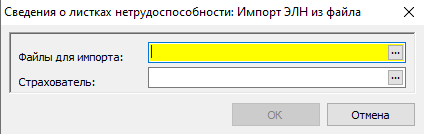 Сведения о листках нетрудоспособности: Импорт ЭЛН из файла
Файлы для импорта:
...
Страхователь:
...
OK
Отмена